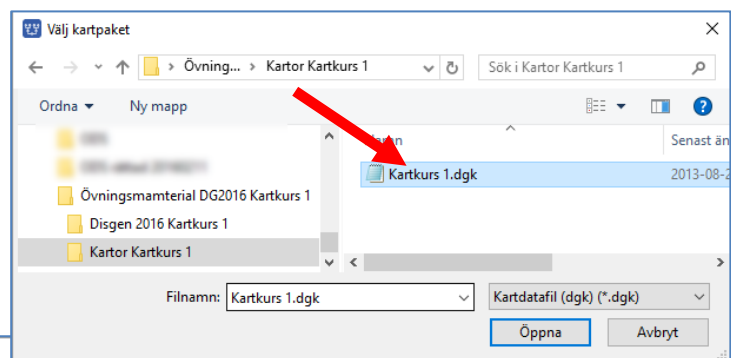 Välj kartpaket
Övning... > Kartor Kartkurs 1
Sök i Kartor Kartkurs 1
Ordna
Ny mapp
Senast än
Övningsmamterial DG2016 Kartkurs 1
Disgen 2016 Kartkurs 1
Kartor Kartkurs 1
Kartkurs 1.dgk
2013-08-2
Filnamn:
Kartkurs 1.dgk
Kartdatafil (dgk) (*.dgk)
Öppna
Avbryt